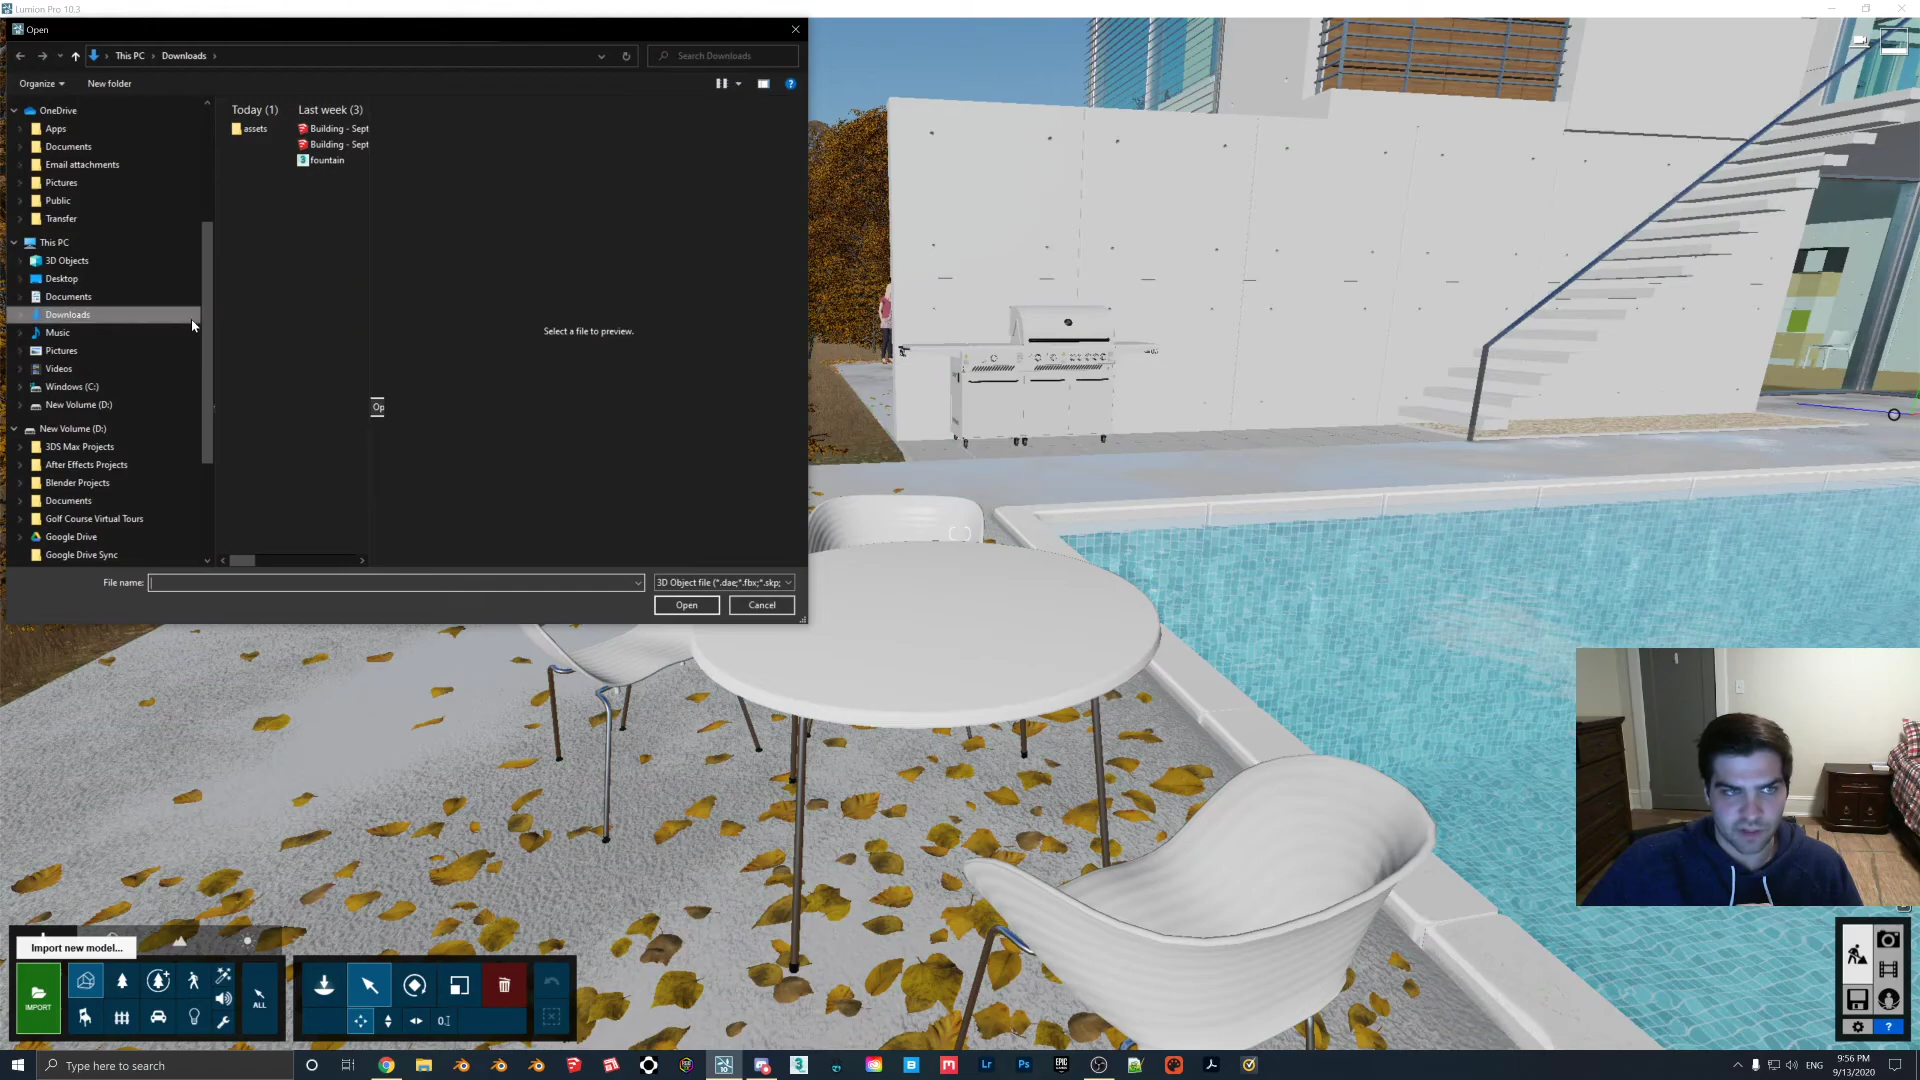 Lumion Pro 10.3
Open
This PC
Downloads
Search Downloads
Organize
New folder
OneDrive
Apps
Documents
Email attachments
Pictures
Public
Transfer
This PC
3D Objects
Desktop
Documents
Downloads
Music
Pictures
Videos
Windows (C:)
New Volume (D:)
New Volume (D:)
3DS Max Projects
After Effects Projects
Blender Projects
Documents
Golf Course Virtual Tours
Google Drive
Google Drive Sync
Today (1)
assets
Last week (3)
Building - Sept
Building - Sept
fountain
Op
Select a file to preview.
File name:
3D Object file (*.dae;*.fbx;*.skp;
Open
Cancel
Import new model...
IMPORT
ALL
Type here to search
10
Lr
Ps
EPIC
ENG
9:56 PM
9/13/2020